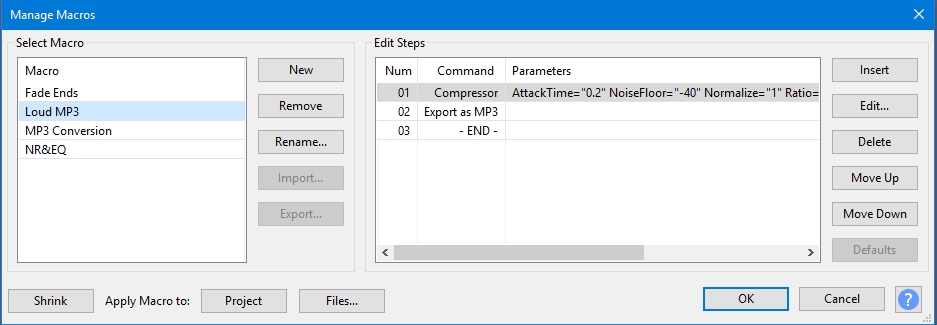 Manage Macros
Select Macro
Macro
Fade Ends
Loud MP3
MP3 Conversion
NR&EQ
New
Remove
Rename...
Import...
Export...
Edit Steps
Num Command Parameters
01 Compressor AttackTime="0.2" NoiseFloor="-40" Normalize="1" Ratio=
02 Export as MP3
03 - END -
Insert
Edit...
Delete
Move Up
Move Down
Defaults
Shrink Apply Macro to: Project Files... OK Cancel ?